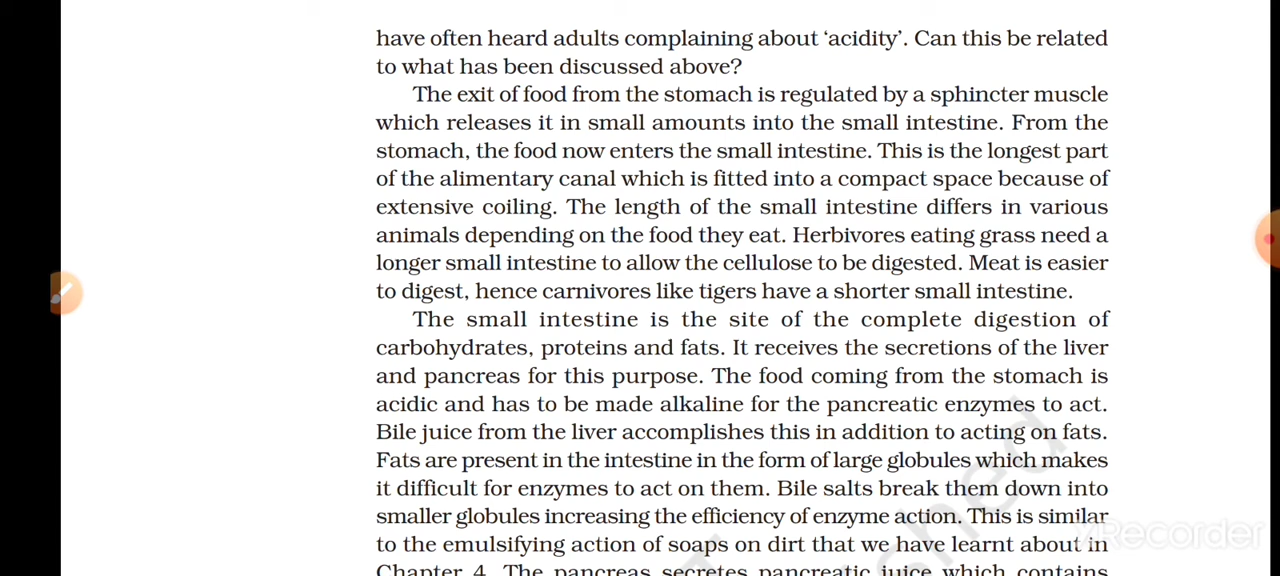 have often heard adults complaining about ‘acidity’. Can this be related
to what has been discussed above?
The exit of food from the stomach is regulated by a sphincter muscle
which releases it in small amounts into the small intestine. From the
stomach, the food now enters the small intestine. This is the longest part
of the alimentary canal which is fitted into a compact space because of
extensive coiling. The length of the small intestine differs in various
animals depending on the food they eat. Herbivores eating grass need a
longer small intestine to allow the cellulose to be digested. Meat is easier
to digest, hence carnivores like tigers have a shorter small intestine.
The small intestine is the site of the complete digestion of
carbohydrates, proteins and fats. It receives the secretions of the liver
and pancreas for this purpose. The food coming from the stomach is
acidic and has to be made alkaline for the pancreatic enzymes to act.
Bile juice from the liver accomplishes this in addition to acting on fats.
Fats are present in the intestine in the form of large globules which makes
it difficult for enzymes to act on them. Bile salts break them down into
smaller globules increasing the efficiency of enzyme action. This is similar
to the emulsifying action of soaps on dirt that we have learnt about in
Chapter 4. The pancreas secretes pancreatic juice which contains
XRecorder